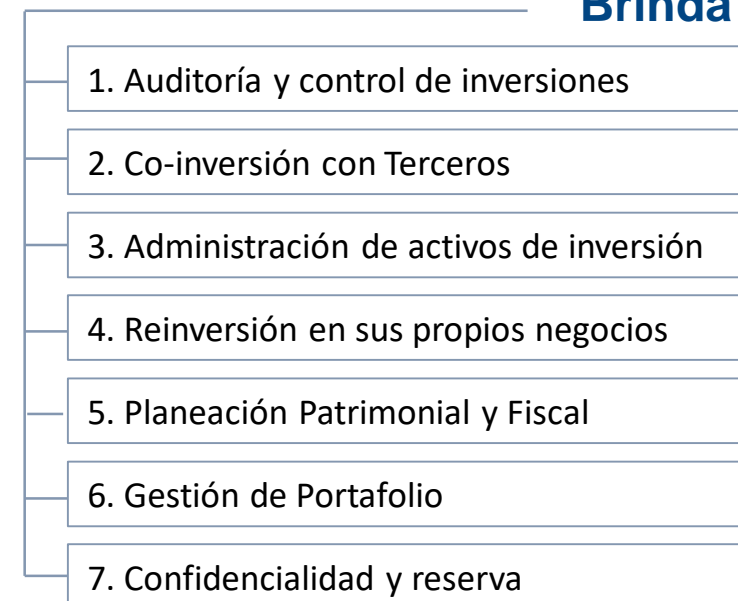 Brinda
1. Auditoría y control de inversiones
2. Co-inversión con Terceros
3. Administración de activos de inversión
4. Reinversión en sus propios negocios
5. Planeación Patrimonial y Fiscal
6. Gestión de Portafolio
7. Confidencialidad y reserva